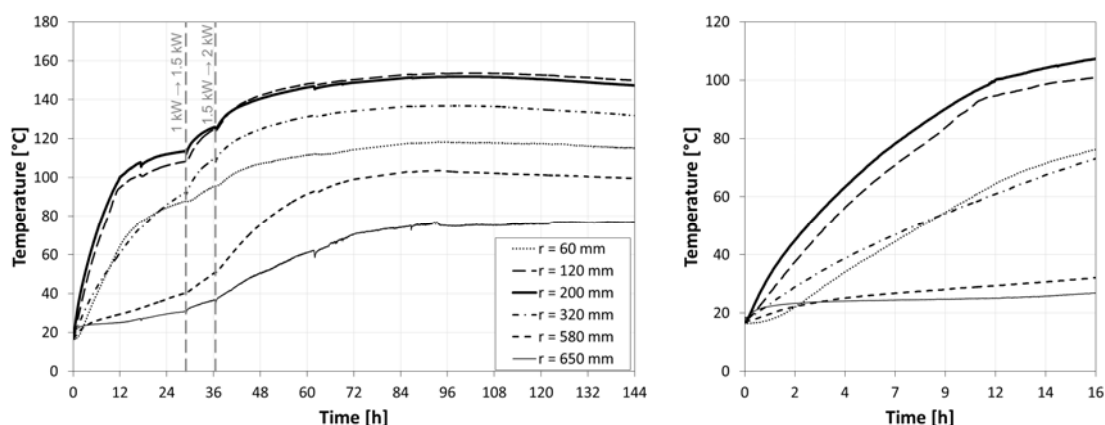 180
160
140
120
100
80
60
40
20
0
Temperature [°C]
1 kW → 1.5 kW
1.5 kW → 2 kW
r = 60 mm
r = 120 mm
r = 200 mm
r = 320 mm
r = 580 mm
r = 650 mm
0 12 24 36 48 60 72 84 96 108 120 132 144
Time [h]
120
100
80
60
40
20
0
Temperature [°C]
0 2 4 7 9 12 14 16
Time [h]